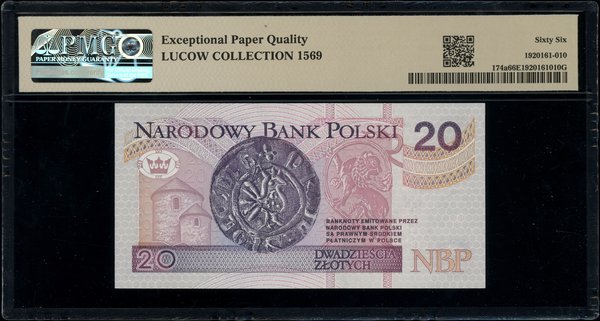 PMG
PAPER MONEY GUARANTY
Exceptional Paper Quality
LUCOW COLLECTION 1569
Sixty Six
1920161-010
174a66E1920161010G
NARODOWY BANK POLSKI
20
BANKNOTY EMITOWANE PRZEZ
NARODOWY BANK POLSKI
SĄ PRAWNYM ŚRODKIEM
PŁATNICZYM W POLSCE
20
DWADZIEŚCIA
ZŁOTYCH
NBP